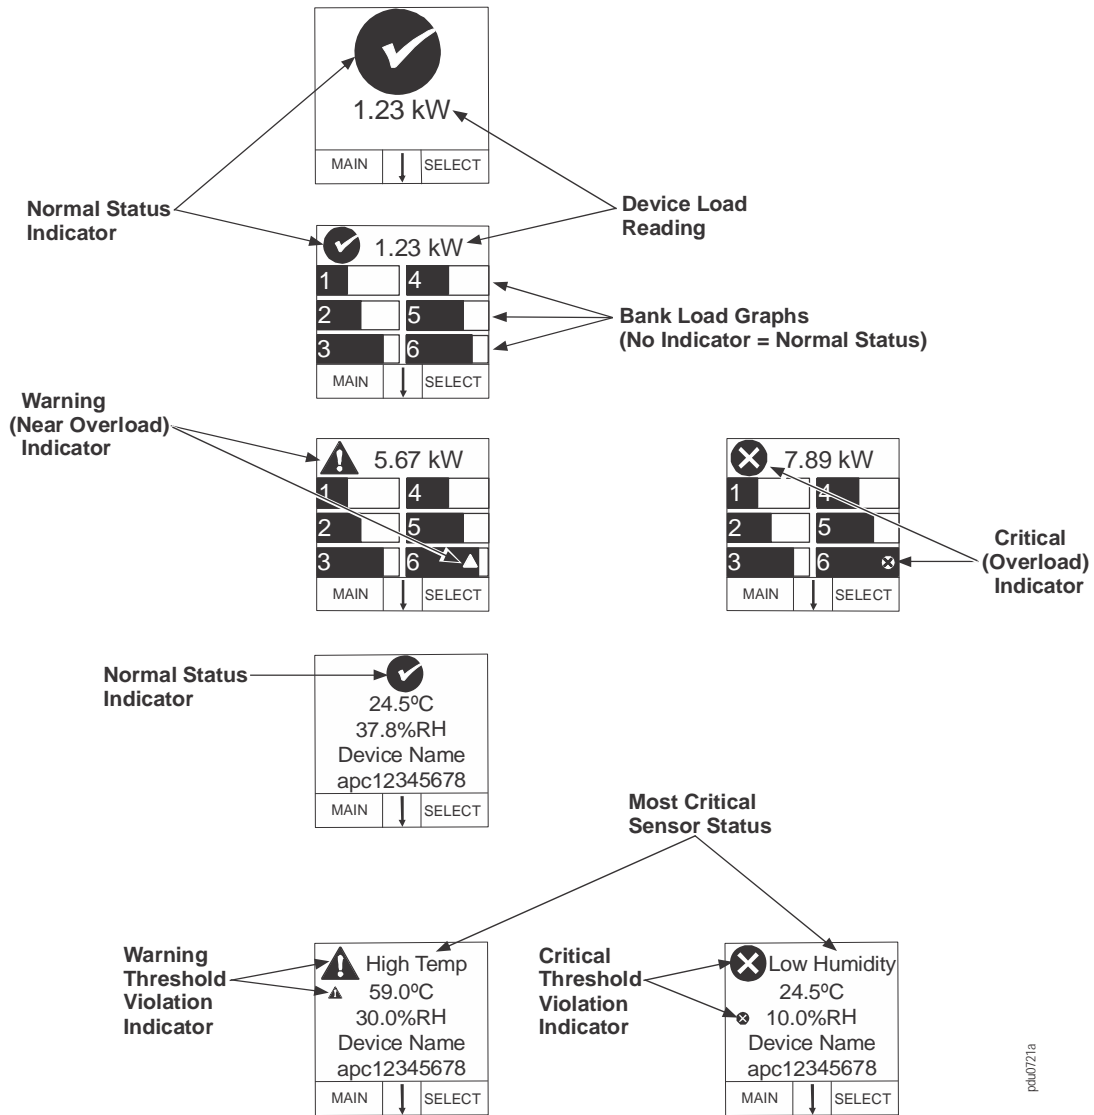 1.23 kW
MAIN
SELECT
Normal Status
Indicator
Device Load
Reading
1.23 kW
1
4
2
5
3
6
MAIN
SELECT
Bank Load Graphs
(No Indicator = Normal Status)
Warning
(Near Overload)
Indicator
5.67 kW
1
4
2
5
3
6
MAIN
SELECT
7.89 kW
1
4
2
5
3
6
MAIN
SELECT
Critical
(Overload)
Indicator
Normal Status
Indicator
24.5ºC
37.8%RH
Device Name
apc12345678
MAIN
SELECT
Most Critical
Sensor Status
Warning
Threshold
Violation
Indicator
High Temp
59.0ºC
30.0%RH
Device Name
apc12345678
MAIN
SELECT
Critical
Threshold
Violation
Indicator
Low Humidity
24.5ºC
10.0%RH
Device Name
apc12345678
MAIN
SELECT
pdu0721a